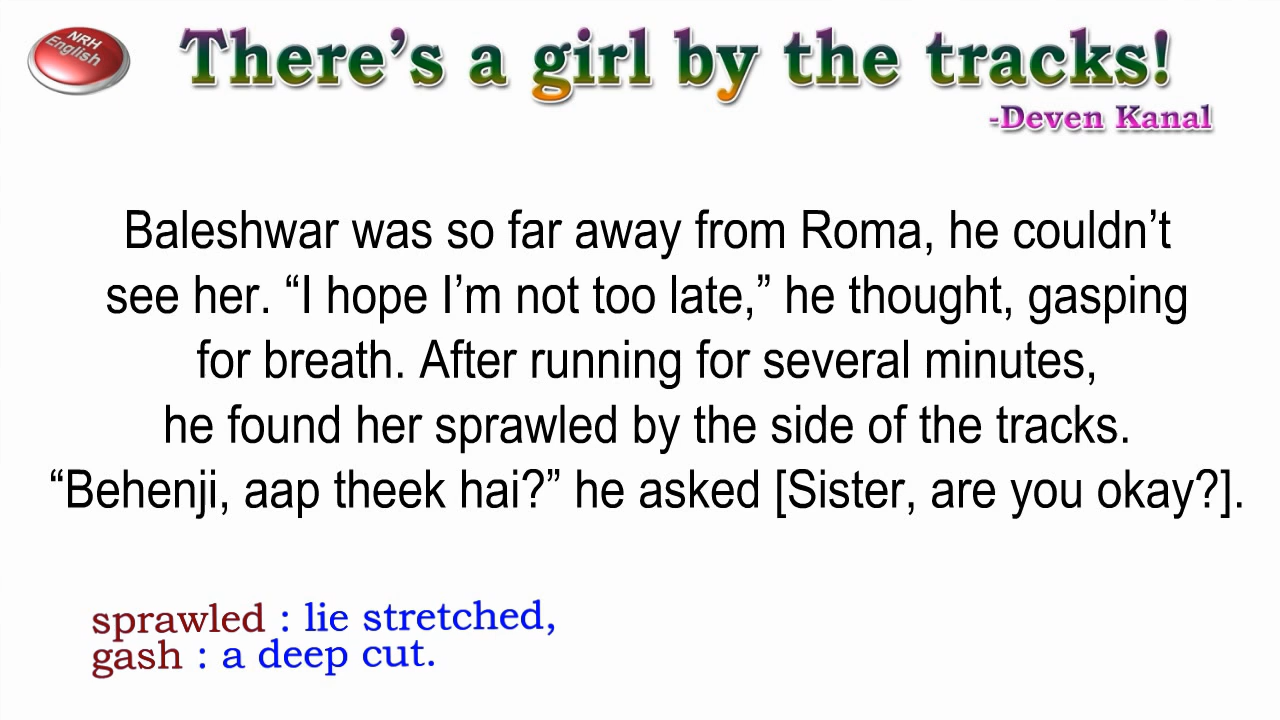 NRH
English
There's a girl by the tracks!
-Deven Kanal
Baleshwar was so far away from Roma, he couldn’t
see her. “I hope I’m not too late,” he thought, gasping
for breath. After running for several minutes,
he found her sprawled by the side of the tracks.
“Behenji, aap theek hai?” he asked [Sister, are you okay?].
sprawled : lie stretched,
gash : a deep cut.